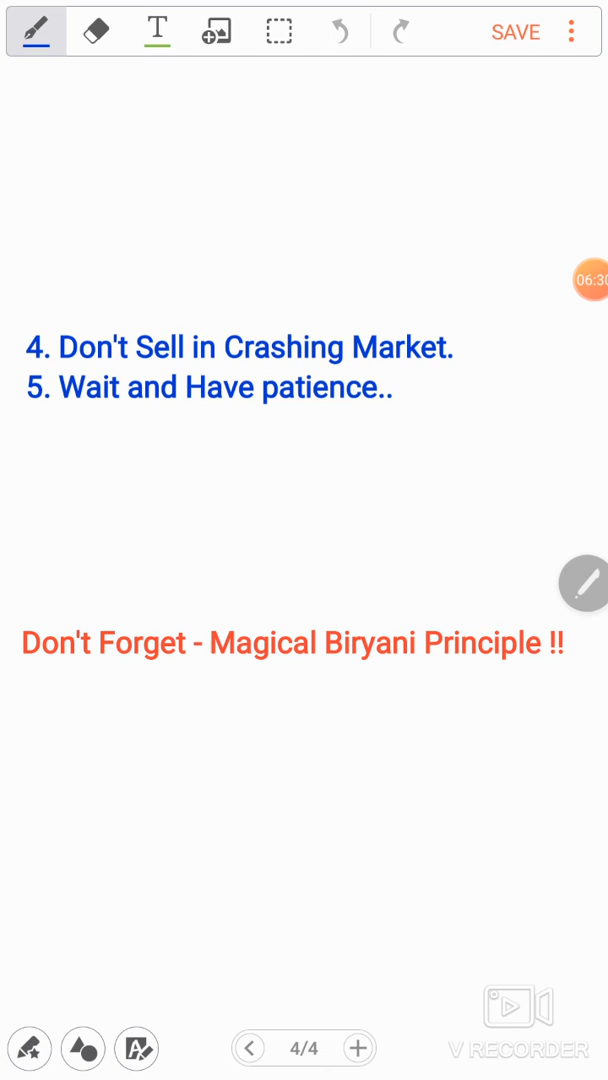 T
SAVE
06:30
4. Don't Sell in Crashing Market.
5. Wait and Have patience..
Don't Forget - Magical Biryani Principle !!
A
4/4
V RECORDER